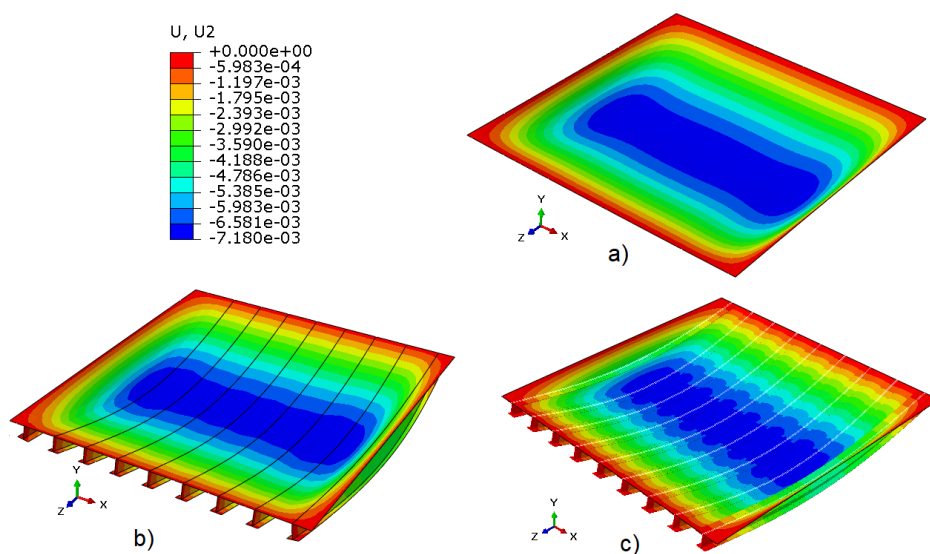 U, U2
+0.000e+00
-5.983e-04
-1.197e-03
-1.795e-03
-2.393e-03
-2.992e-03
-3.590e-03
-4.188e-03
-4.786e-03
-5.385e-03
-5.983e-03
-6.581e-03
-7.180e-03
Y
Z X
a)
Y
Z X
b)
Y
Z X
c)